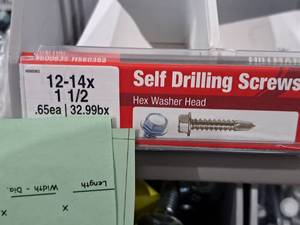 12-14x
1 1/2
.65ea | 32.99bx
Self Drilling Screws
Hex Washer Head
Length
x
Width - Dia.
x